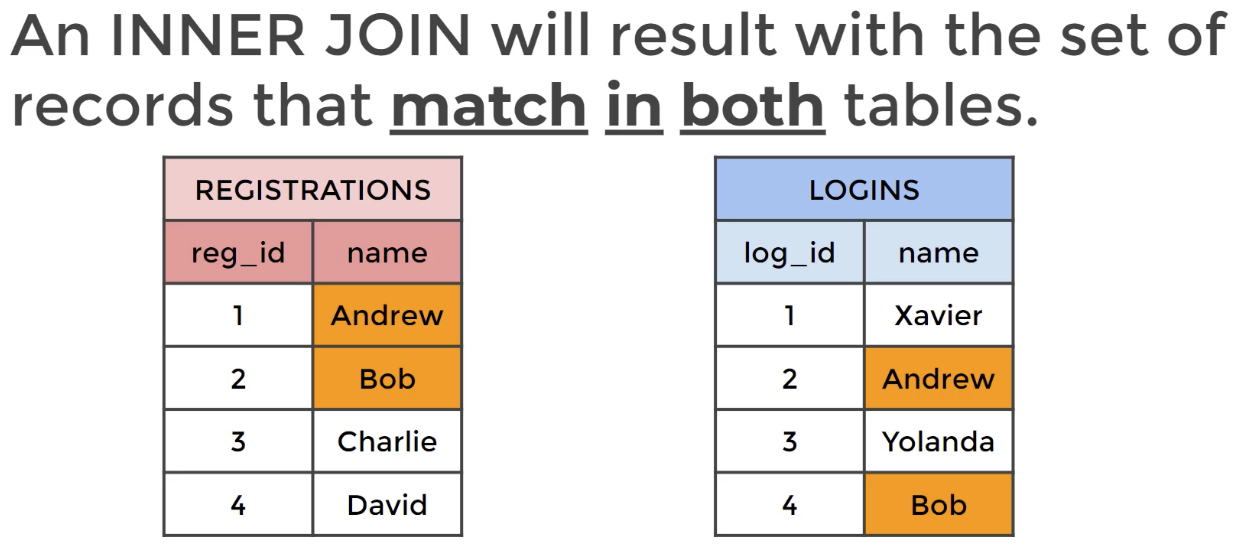 An INNER JOIN will result with the set of
records that match in both tables.
REGISTRATIONS
reg_id name
1 Andrew
2 Bob
3 Charlie
4 David
LOGINS
log_id name
1 Xavier
2 Andrew
3 Yolanda
4 Bob